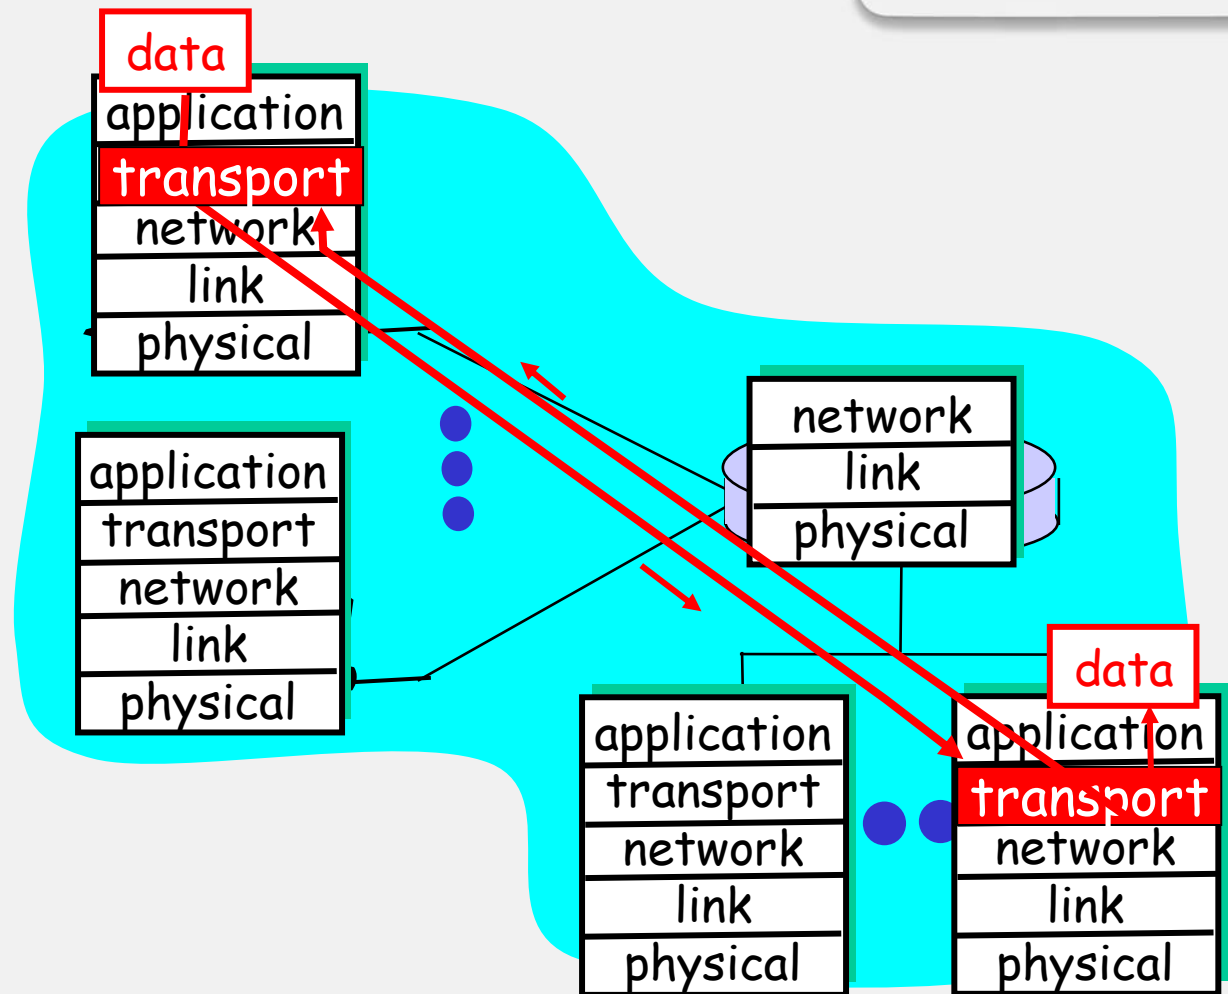 data
application
transport
network
link
physical
application
transport
network
link
physical
network
link
physical
application
transport
network
link
physical
data
application
transport
network
link
physical